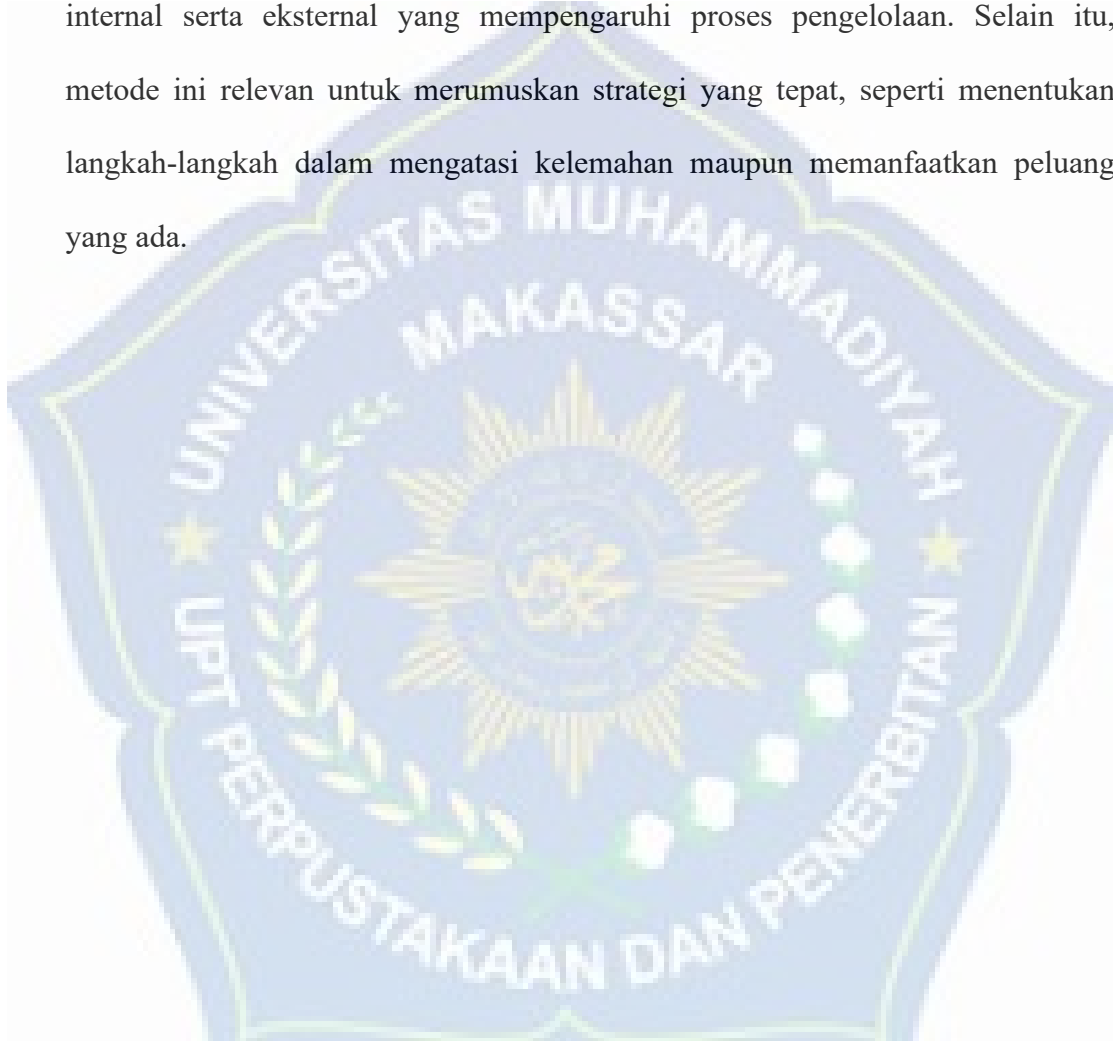 internal serta eksternal yang mempengaruhi proses pengelolaan. Selain itu,
metode ini relevan untuk merumuskan strategi yang tepat, seperti menentukan
langkah-langkah dalam mengatasi kelemahan maupun memanfaatkan peluang
yang ada.
UNIVERSITAS MUHAMMADIYAH
MAKASSAR
UPT PERPUSTAKAAN DAN PENERBITAN